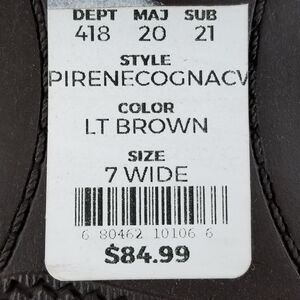 DEPT MAJ SUB
418 20 21
STYLE
PIRENECOGNACW
COLOR
LT BROWN
SIZE
7 WIDE
6 80462 10106 6
$84.99